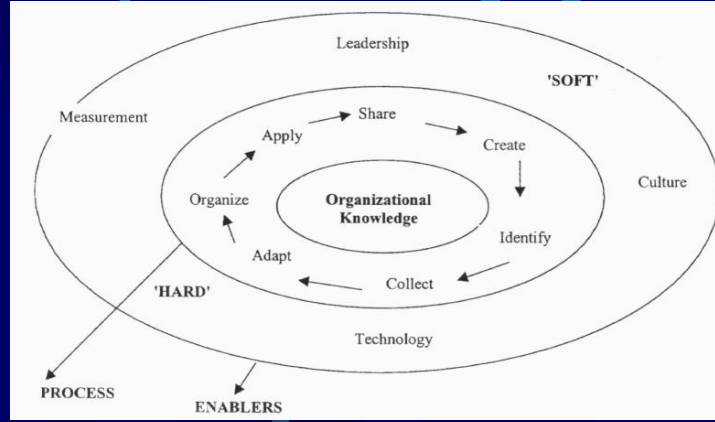 Leadership
'SOFT'
Measurement
Share
Apply
Create
Culture
Organize
Organizational
Knowledge
Identify
Adapt
Collect
'HARD'
Technology
PROCESS
ENABLERS